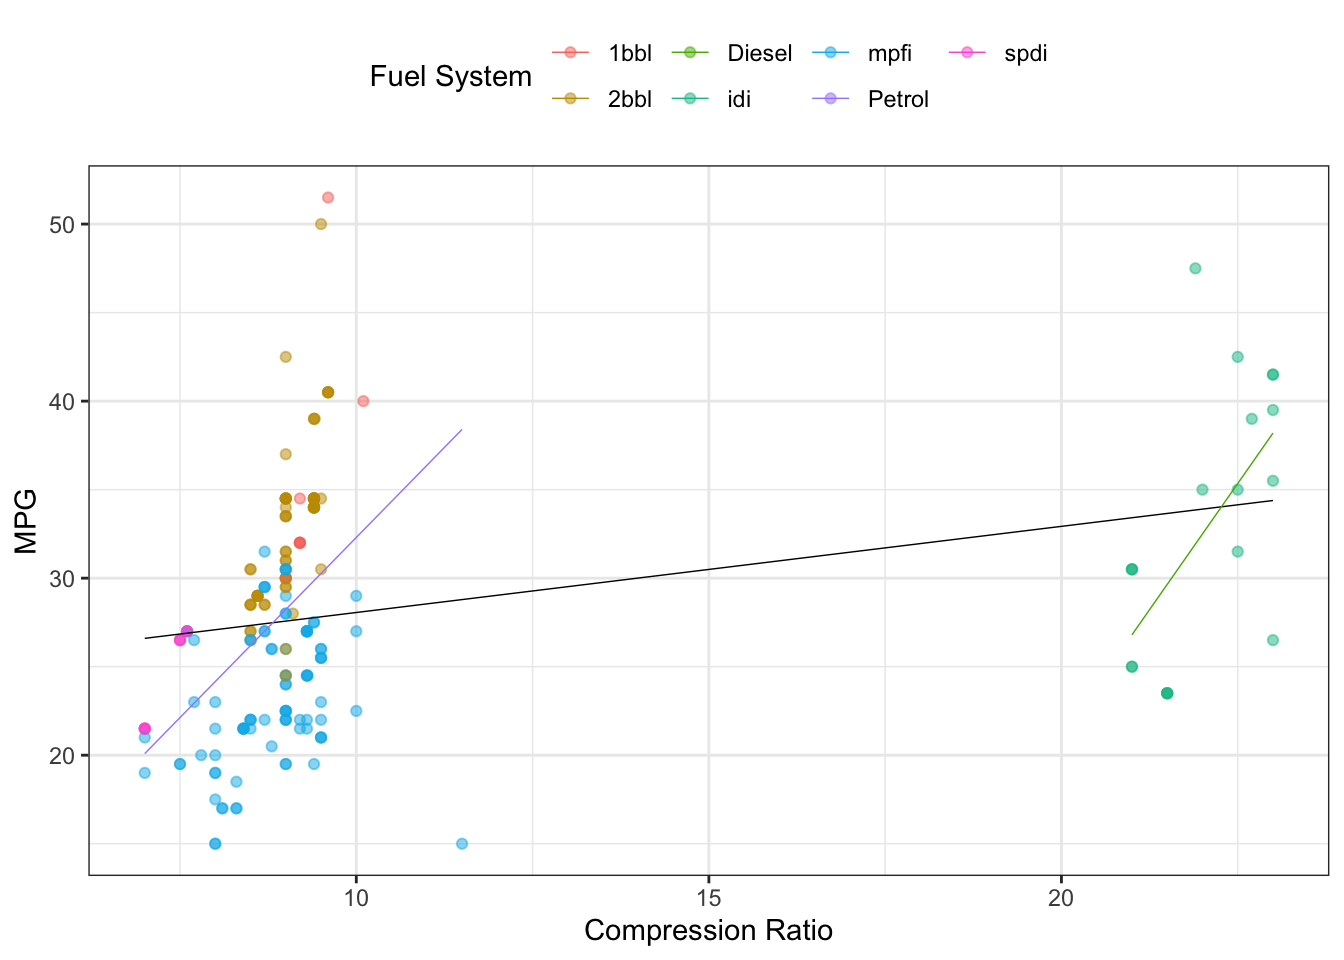 Fuel System
1bbl Diesel mpfi spdi
2bbl idi Petrol
50
40
30
20
MPG
10 15 20
Compression Ratio